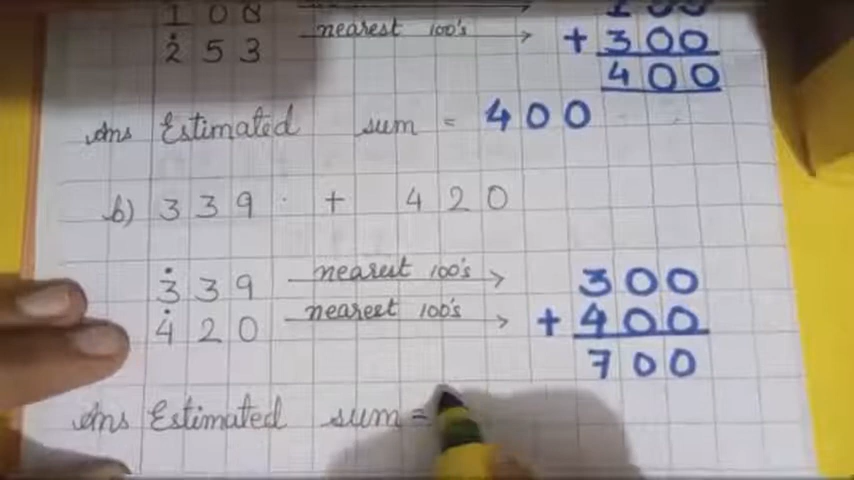 108
253 nearest 100's + 300
400
Ans Estimated sum = 400
b) 339 + 420
339 nearest 100's 300
420 nearest 100's + 400
700
Ans Estimated sum =